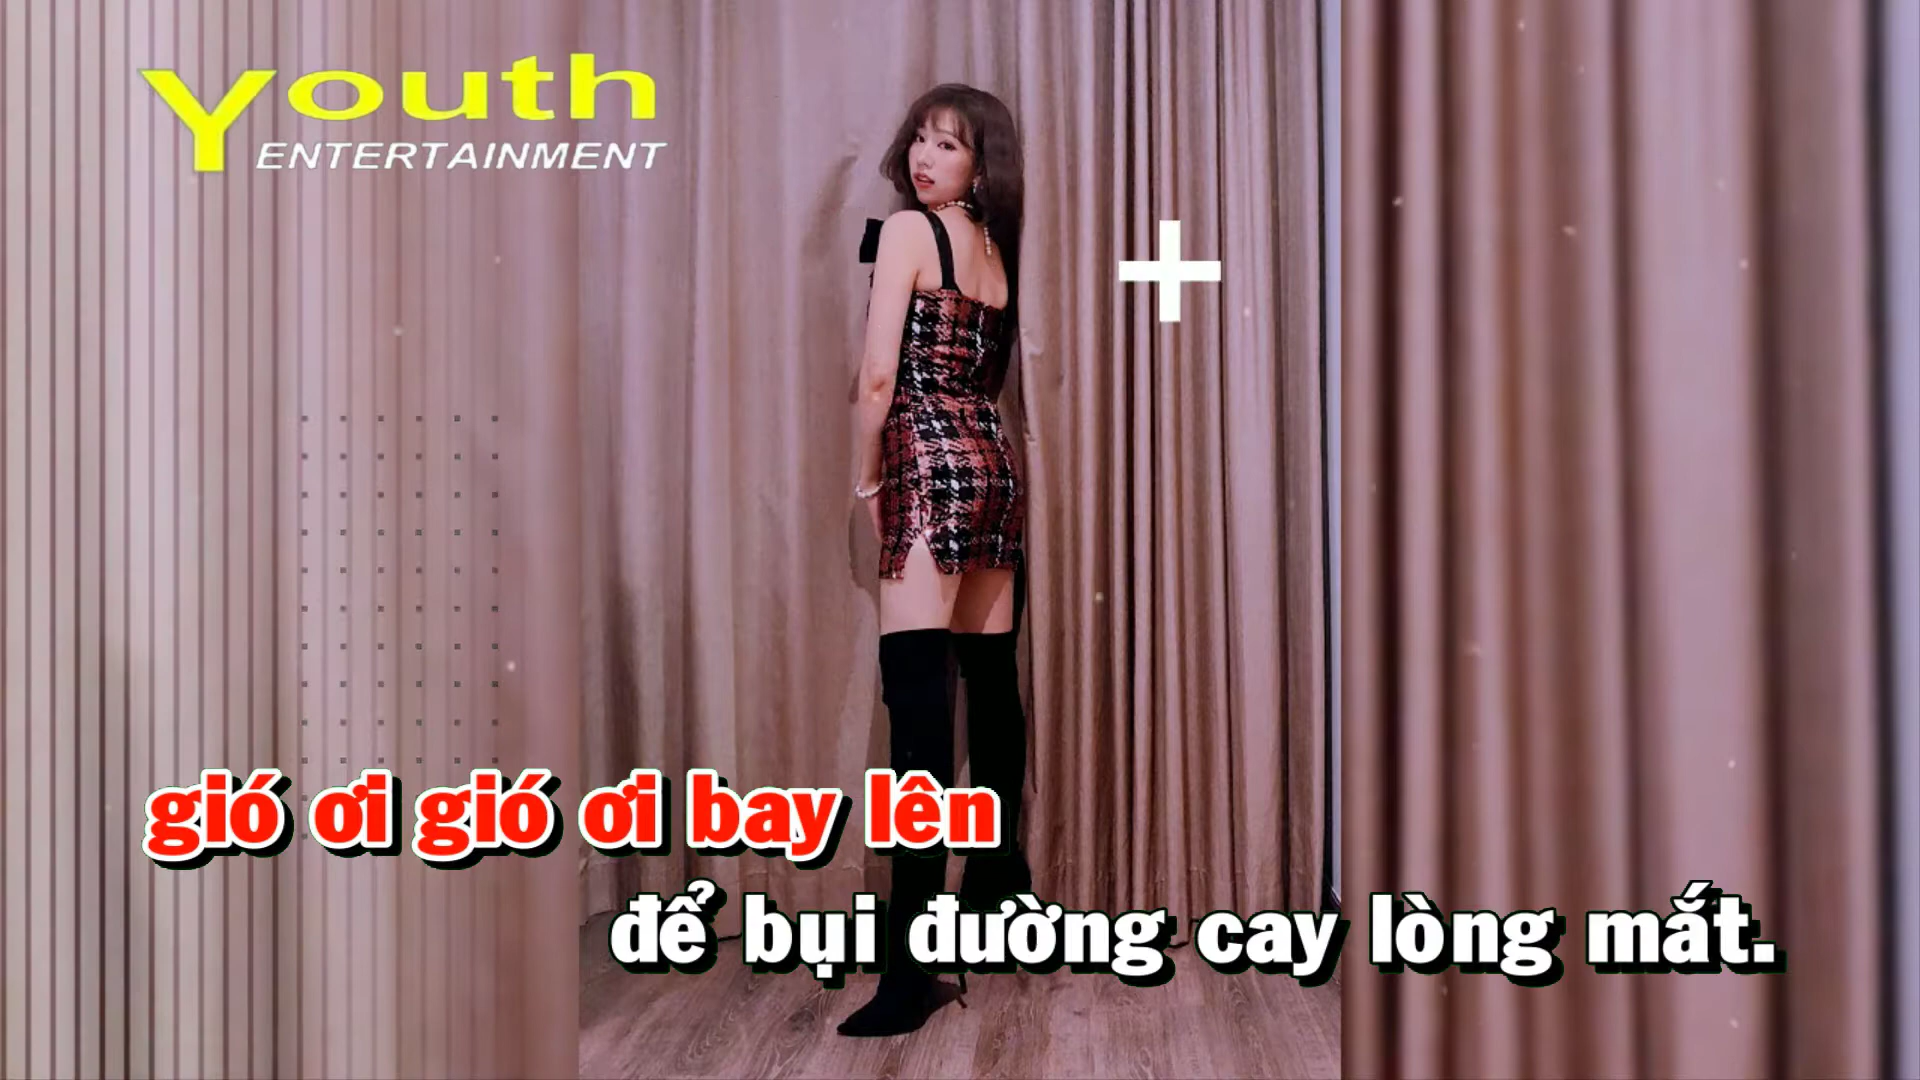 Youth
ENTERTAINMENT
gió ơi gió ơi bay lên
để bụi đường cay lòng mắt.